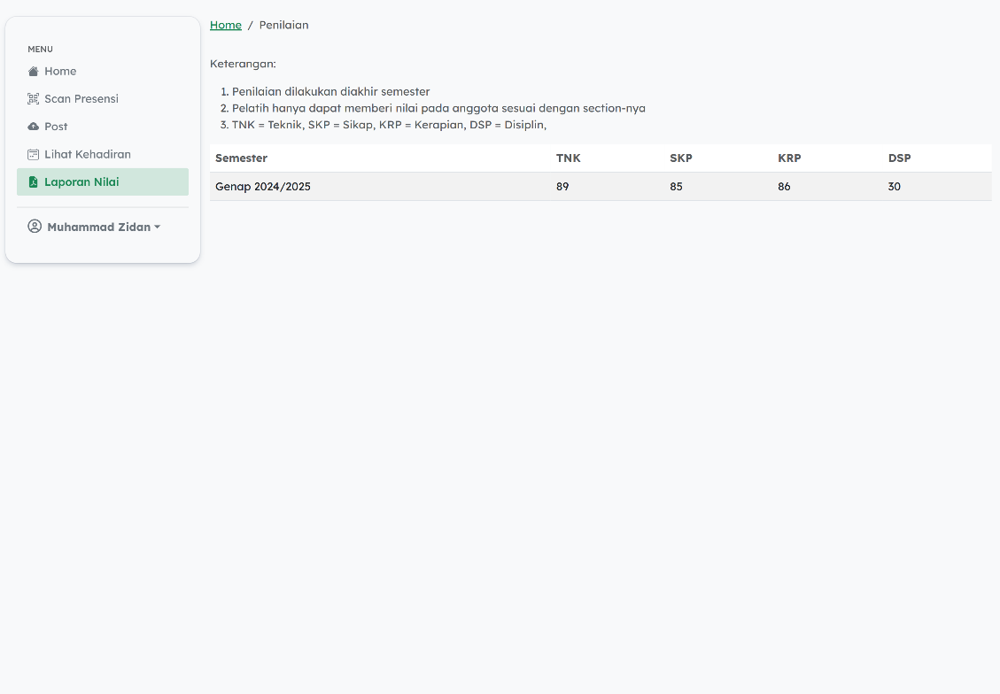 MENU
Home
Scan Presensi
Post
Lihat Kehadiran
Laporan Nilai
Muhammad Zidan
Home / Penilaian
Keterangan:
1. Penilaian dilakukan diakhir semester
2. Pelatih hanya dapat memberi nilai pada anggota sesuai dengan section-nya
3. TNK = Teknik, SKP = Sikap, KRP = Kerapian, DSP = Disiplin,
Semester TNK SKP KRP DSP
Genap 2024/2025 89 85 86 30